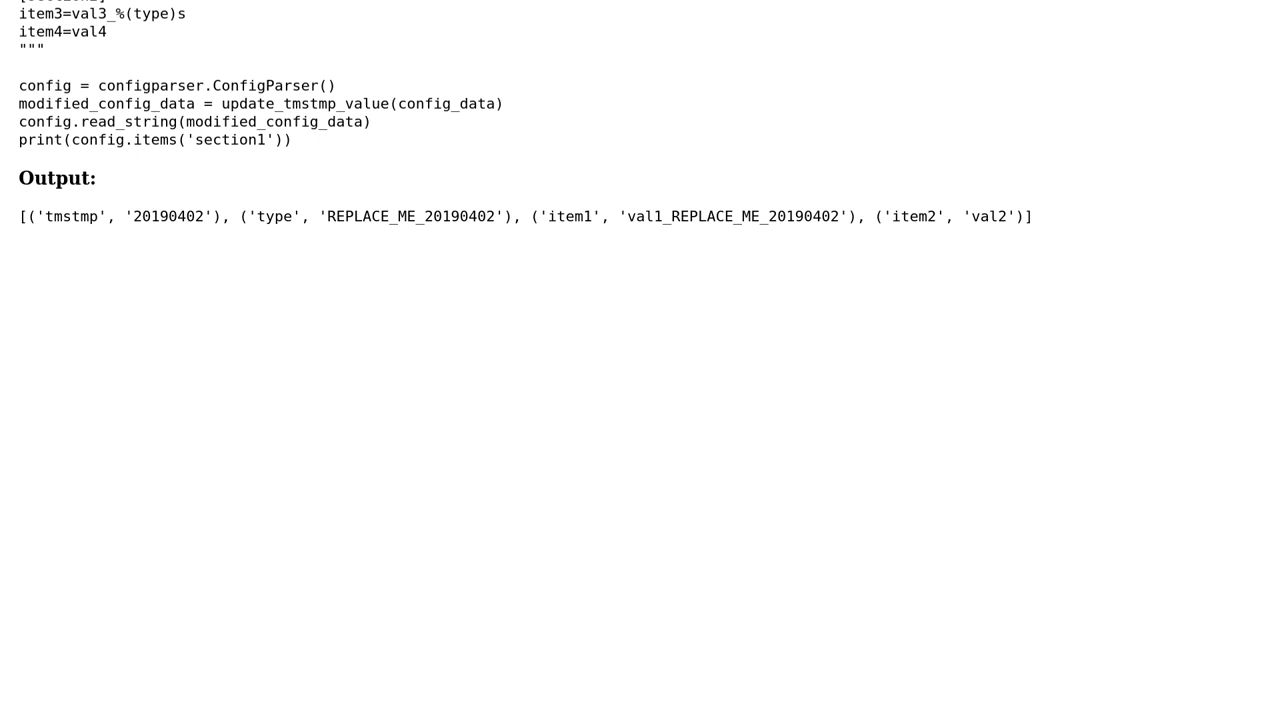 item3=val3_%(type)s
item4=val4
"""
config = configparser.ConfigParser()
modified_config_data = update_tmstmp_value(config_data)
config.read_string(modified_config_data)
print(config.items('section1'))
Output:
[('tmstmp', '20190402'), ('type', 'REPLACE_ME_20190402'), ('item1', 'val1_REPLACE_ME_20190402'), ('item2', 'val2')]